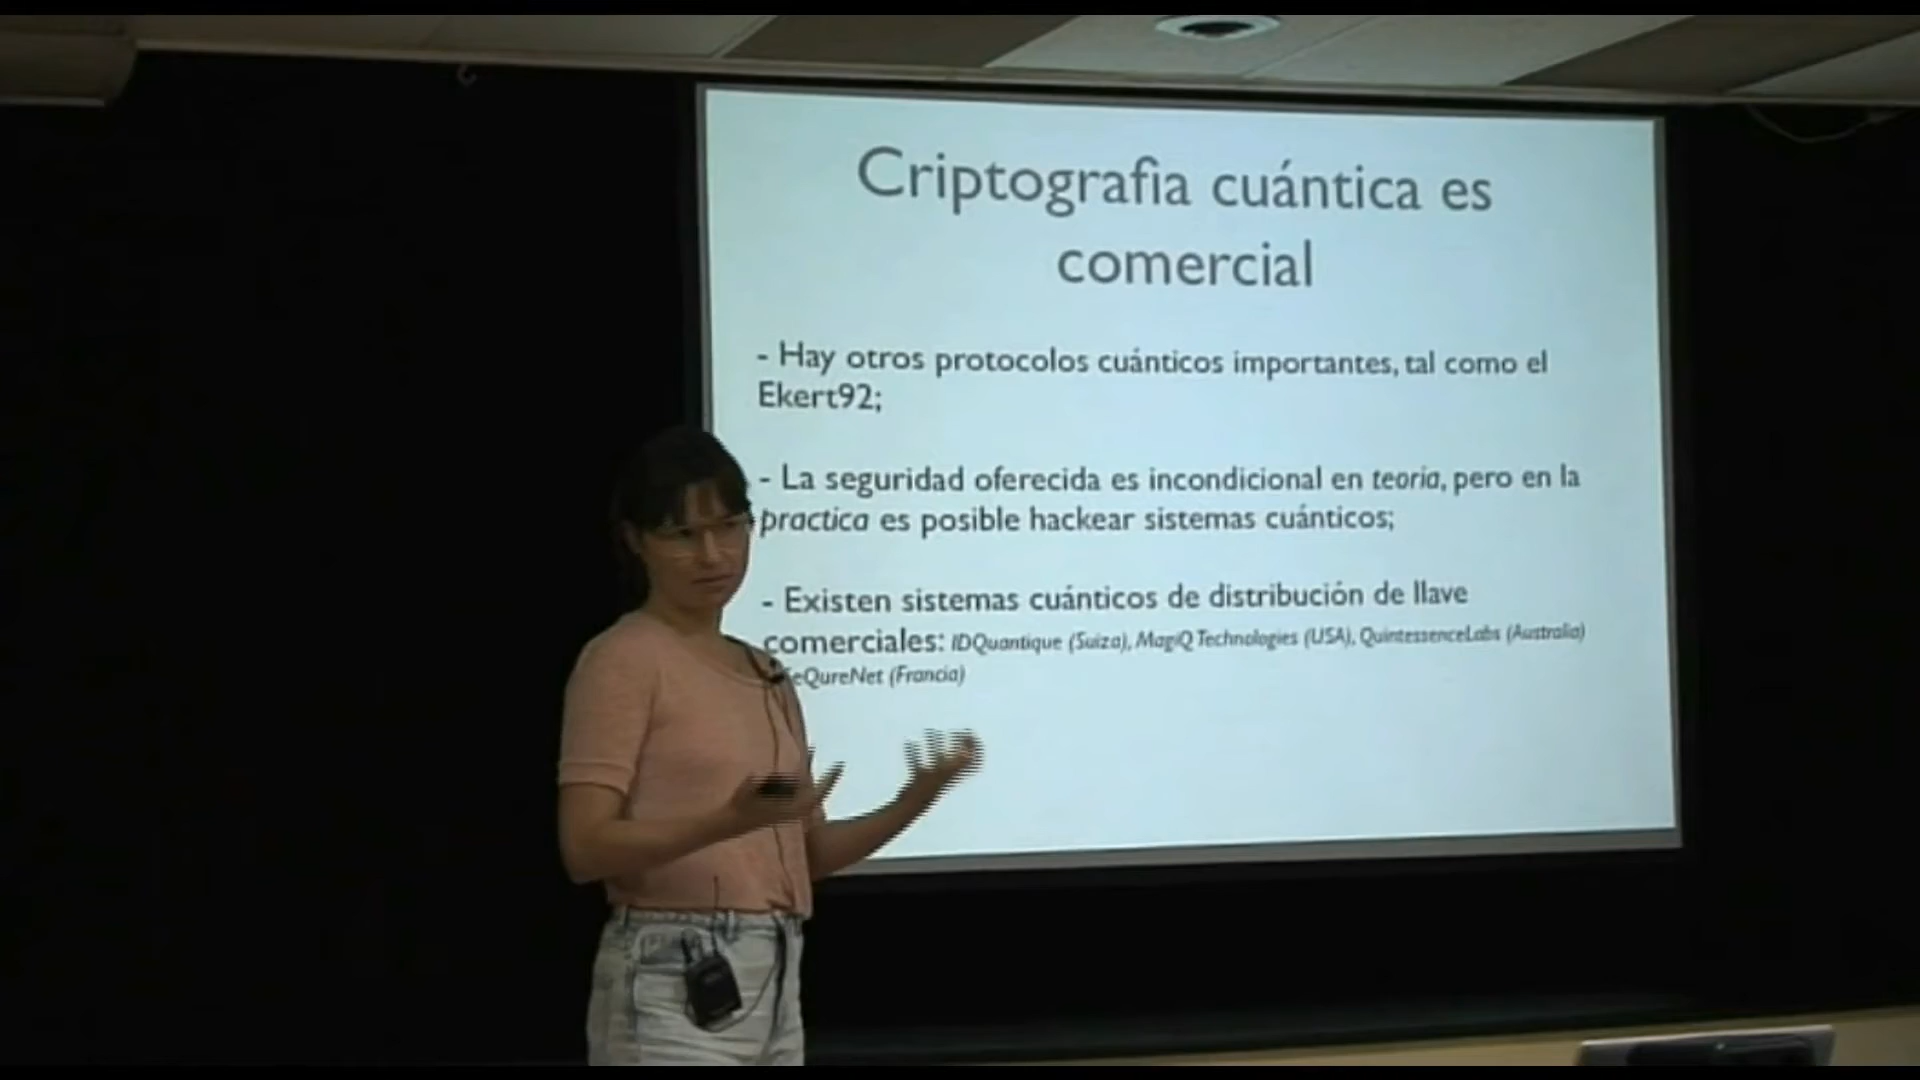 Criptografia cuántica es
comercial
- Hay otros protocolos cuánticos importantes, tal como el
Ekert92;
- La seguridad oferecida es incondicional en teoria, pero en la
practica es posible hackear sistemas cuánticos;
- Existen sistemas cuánticos de distribución de llave
comerciales: IDQuantique (Suiza), MagiQ Technologies (USA), QuintessenceLabs (Australia)
eQureNet (Francia)